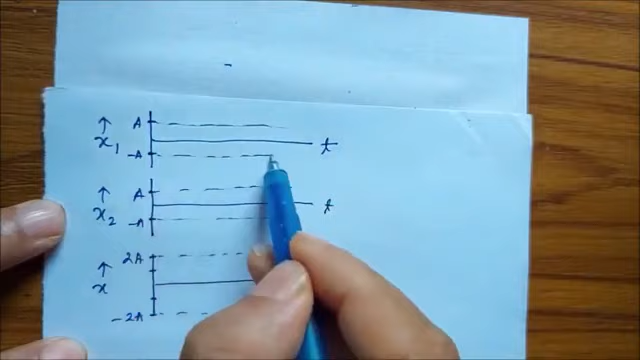 ↑ A
x₁ t
-A
↑ A
x₂ t
-A
↑ 2A
x
-2A